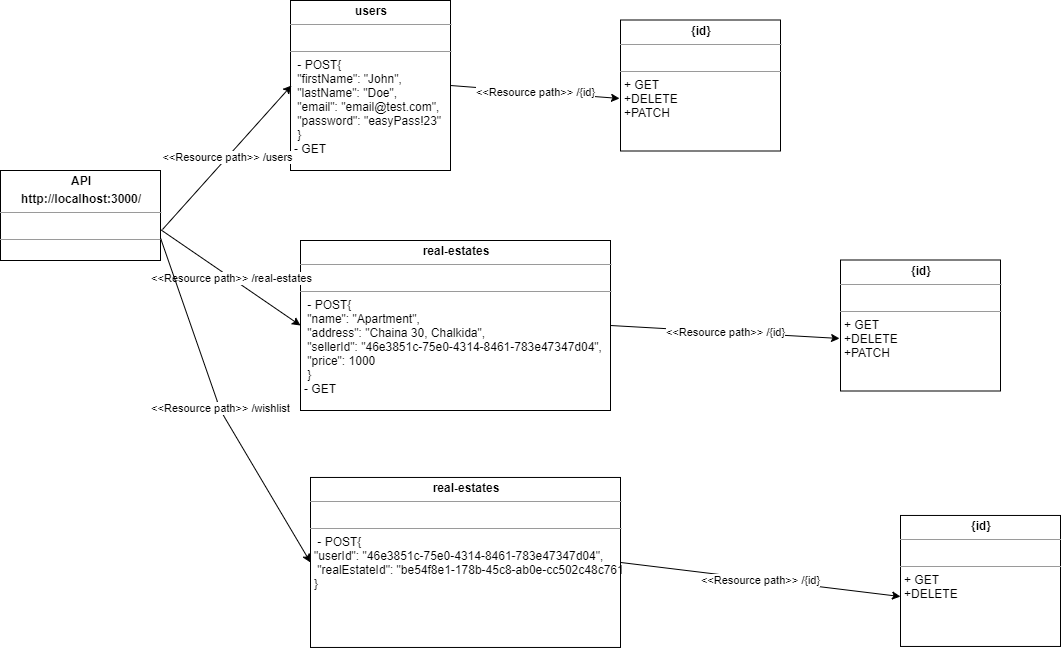 users
- POST{
"firstName": "John",
"lastName": "Doe",
"email": "email@test.com",
"password": "easyPass!23"
}
- GET
<<Resource path>> /{id}
{id}
+ GET
+DELETE
+PATCH
<<Resource path>> /users
API
http://localhost:3000/
<<Resource path>> /real-estates
real-estates
- POST{
"name": "Apartment",
"address": "Chaina 30, Chalkida",
"sellerId": "46e3851c-75e0-4314-8461-783e47347d04",
"price": 1000
}
- GET
<<Resource path>> /{id}
{id}
+ GET
+DELETE
+PATCH
<<Resource path>> /wishlist
real-estates
- POST{
"userId": "46e3851c-75e0-4314-8461-783e47347d04",
"realEstateId": "be54f8e1-178b-45c8-ab0e-cc502c48c761
}
<<Resource path>> /{id}
{id}
+ GET
+DELETE